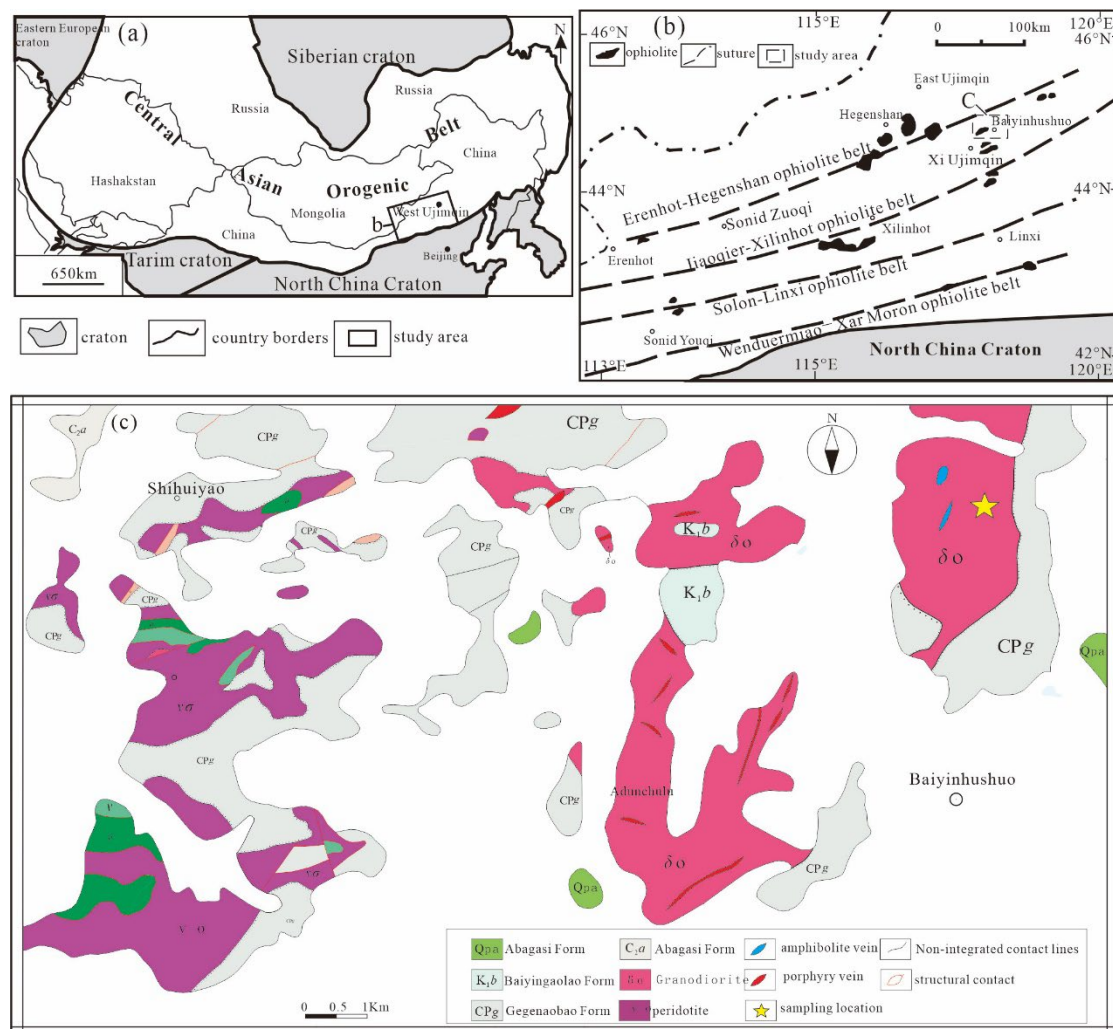 (a)
Eastern European
craton
Siberian craton
N
Russia
Russia
Central
Asian
Orogenic
Belt
China
Hashakstan
Mongolia
West Ujimqin
b
China
Beijing
Tarim craton
North China Craton
650km
craton
country borders
study area
(b)
115°E
120°E
46°N
46°N
0
100km
ophiolite
suture
study area
East Ujimqin
C
Hegenshan
Baiyinhushuo
Xi Ujimqin
44°N
44°N
Erenhot-Hegenshan ophiolite belt
Sonid Zuoqi
Xilinhot
Linxi
Erenhot
Jiaoqier-Xilinhot ophiolite belt
Solon-Linxi ophiolite belt
Sonid Youqi
Wenduermiao-Xar Moron ophiolite belt
North China Craton
113°E
115°E
42°N
120°E
(c)
C₂a
CPg
CPg
N
Shihuiyao
CPg
CPg
CPg
K₁b
δo
δo
δo
K₁b
CPg
νσ
CPg
CPg
Qpa
νσ
CPg
Baiyinhushuo
Adunchulu
CPg
δo
CPg
νσ
Qpa
Qpa Abagasi Form
C₂a Abagasi Form
amphibolite vein
Non-integrated contact lines
K₁b Baiyingaolao Form
δo Granodiorite
porphyry vein
structural contact
CPg Gegenaobao Form
peridotite
sampling location
0 0.5 1Km